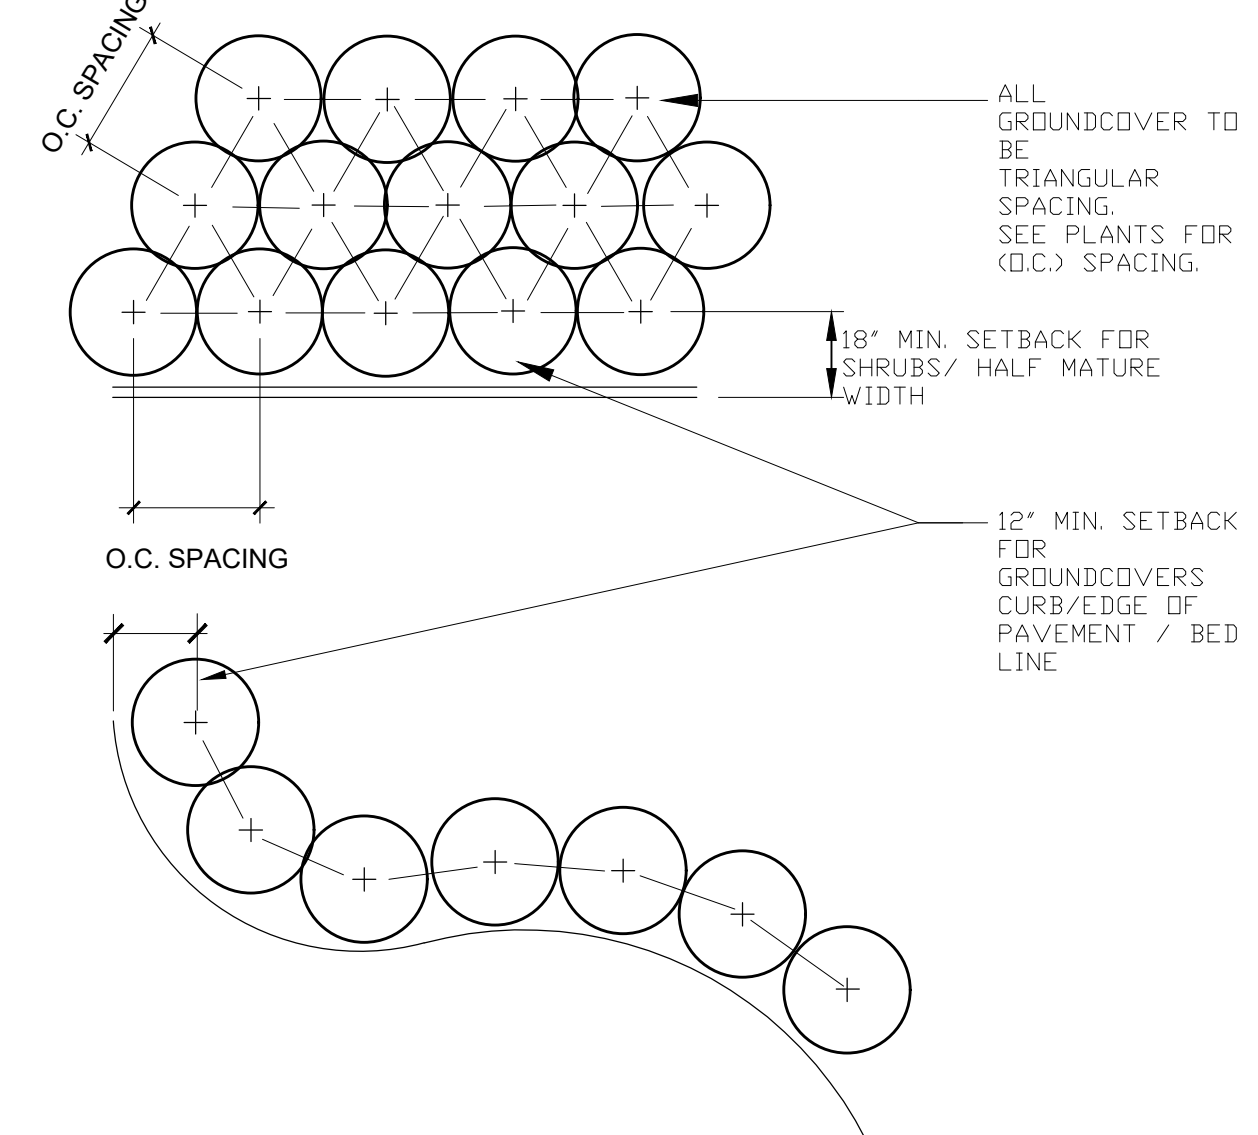 O.C. SPACING
ALL
GROUNDCOVER TO
BE
TRIANGULAR
SPACING.
SEE PLANTS FOR
(O.C.) SPACING.
18" MIN. SETBACK FOR
SHRUBS/ HALF MATURE
WIDTH
O.C. SPACING
12" MIN. SETBACK
FOR
GROUNDCOVERS
CURB/EDGE OF
PAVEMENT / BED
LINE